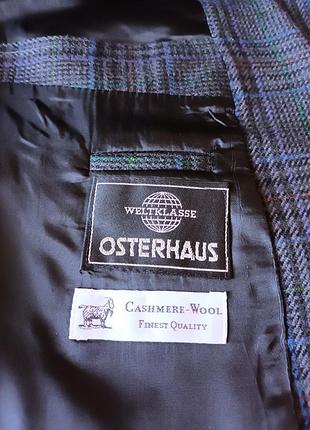 WELTKLASSE
OSTERHAUS
CASHMERE-WOOL
FINEST QUALITY